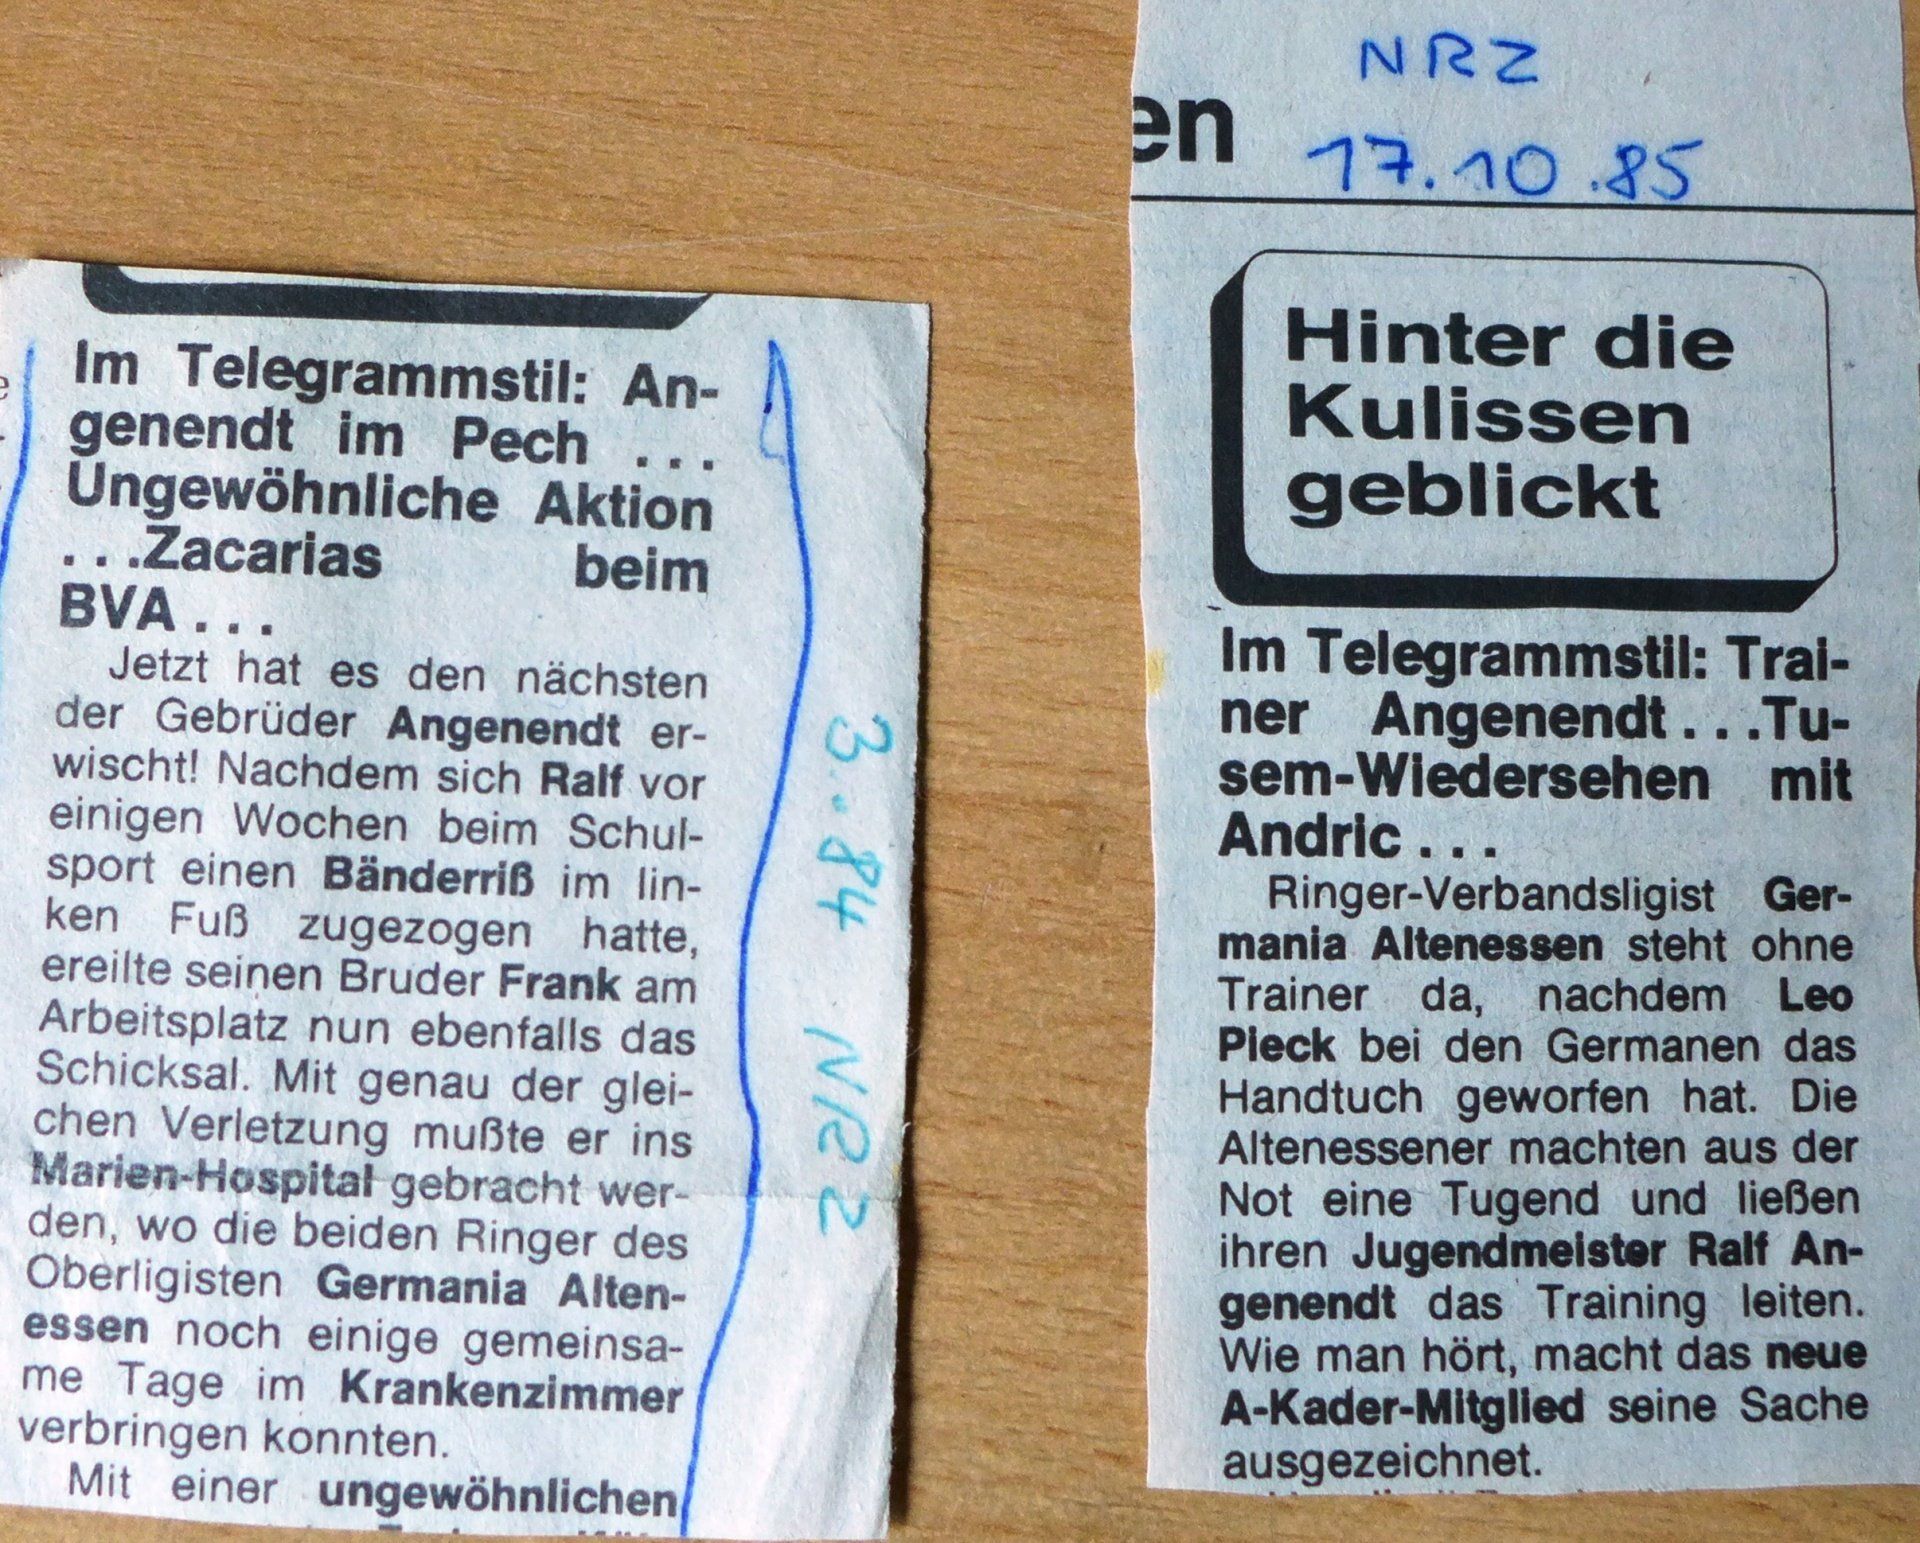 Im Telegrammstil: An-
genendt im Pech ...
Ungewöhnliche Aktion
...Zacarias beim
BVA...
Jetzt hat es den nächsten
der Gebrüder Angenendt er-
wischt! Nachdem sich Ralf vor
einigen Wochen beim Schul-
sport einen Bänderriß im lin-
ken Fuß zugezogen hatte,
ereilte seinen Bruder Frank am
Arbeitsplatz nun ebenfalls das
Schicksal. Mit genau der glei-
chen Verletzung mußte er ins
Marien-Hospital gebracht wer-
den, wo die beiden Ringer des
Oberligisten Germania Alten-
essen noch einige gemeinsa-
me Tage im Krankenzimmer
verbringen konnten.
Mit einer ungewöhnlichen
3..84 NRZ
NRZ
en
17.10.85
Hinter die
Kulissen
geblickt
Im Telegrammstil: Trai-
ner Angenendt...Tu-
sem-Wiedersehen mit
Andric...
Ringer-Verbandsligist Ger-
mania Altenessen steht ohne
Trainer da, nachdem Leo
Pieck bei den Germanen das
Handtuch geworfen hat. Die
Altenessener machten aus der
Not eine Tugend und ließen
ihren Jugendmeister Ralf An-
genendt das Training leiten.
Wie man hört, macht das neue
A-Kader-Mitglied seine Sache
ausgezeichnet.